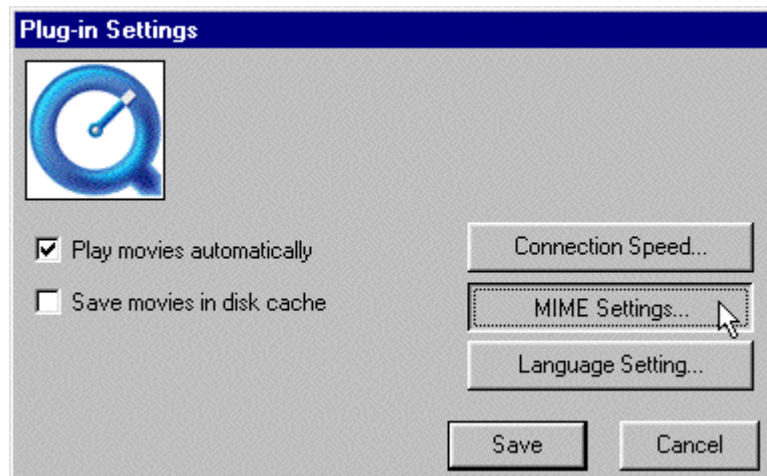 Plug-in Settings
Play movies automatically
Connection Speed...
Save movies in disk cache
MIME Settings...
Language Setting...
Save
Cancel